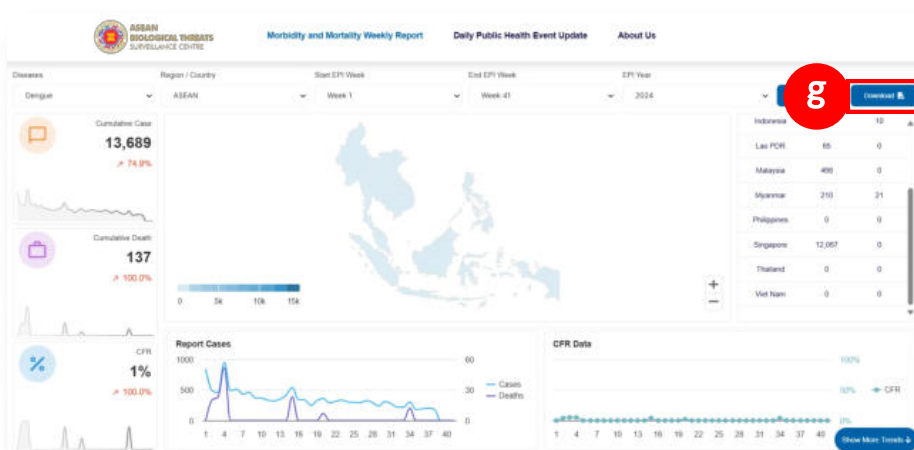 ASEAN
BIOLOGICAL THREATS
SURVEILLANCE CENTRE
Morbidity and Mortality Weekly Report
Daily Public Health Event Update
About Us
Diseases
Region / Country
Start EPI Week
End EPI Week
EPI Year
Dengue
ASEAN
Week 1
Week 41
2024
g
Download
Cumulative Case
13,689
74.9%
Cumulative Death
137
100.0%
CFR
1%
100.0%
0 5k 10k 15k
+
−
Indonesia 10
Lao PDR 65 0
Malaysia 466 0
Myanmar 210 21
Philippines 0 0
Singapore 12,067 0
Thailand 0 0
Viet Nam 0 0
Report Cases
1000 60
500 30
0 0
1 4 7 10 13 16 19 22 25 28 31 34 37 40
Cases
Deaths
CFR Data
100%
50%
0%
1 4 7 10 13 16 19 22 25 28 31 34 37 40
CFR
Show More Trends